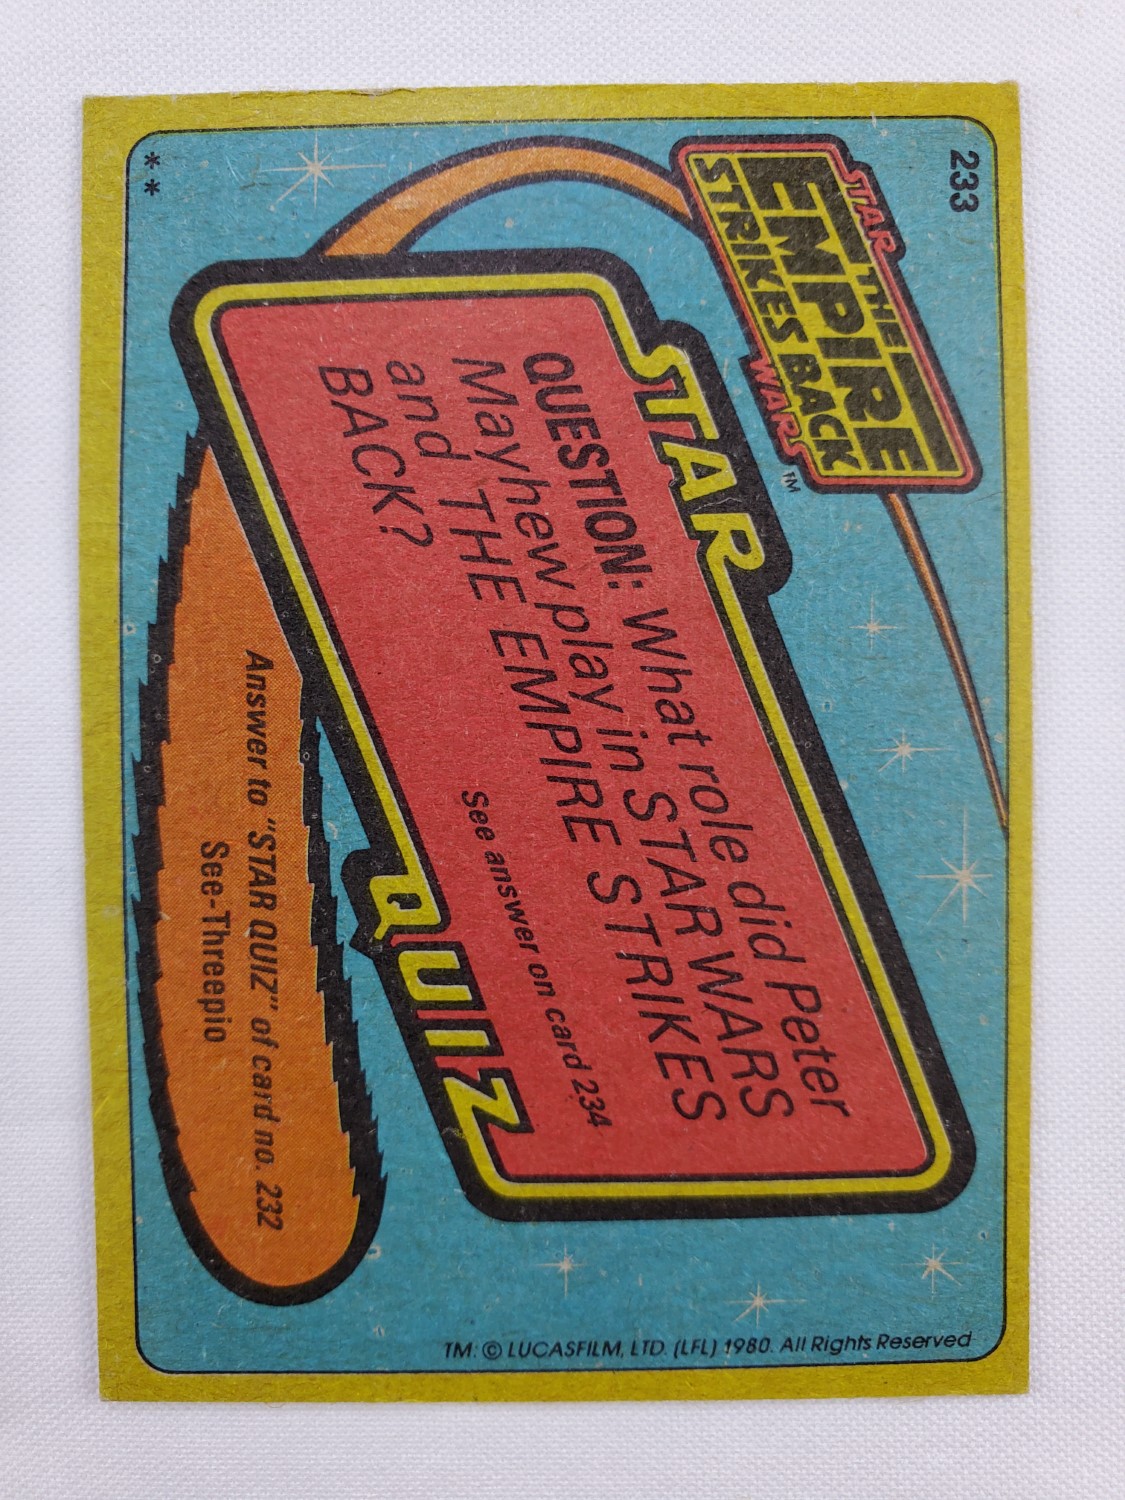 233
STAR
THE
EMPIRE
STRIKES BACK
WARS™
STAR
QUESTION: What role did Peter
Mayhew play in STAR WARS
and THE EMPIRE STRIKES
BACK?
See answer on card 234
QUIZ
Answer to "STAR QUIZ" of card no. 232
See-Threepio
**
TM: © LUCASFILM, LTD. (LFL) 1980. All Rights Reserved